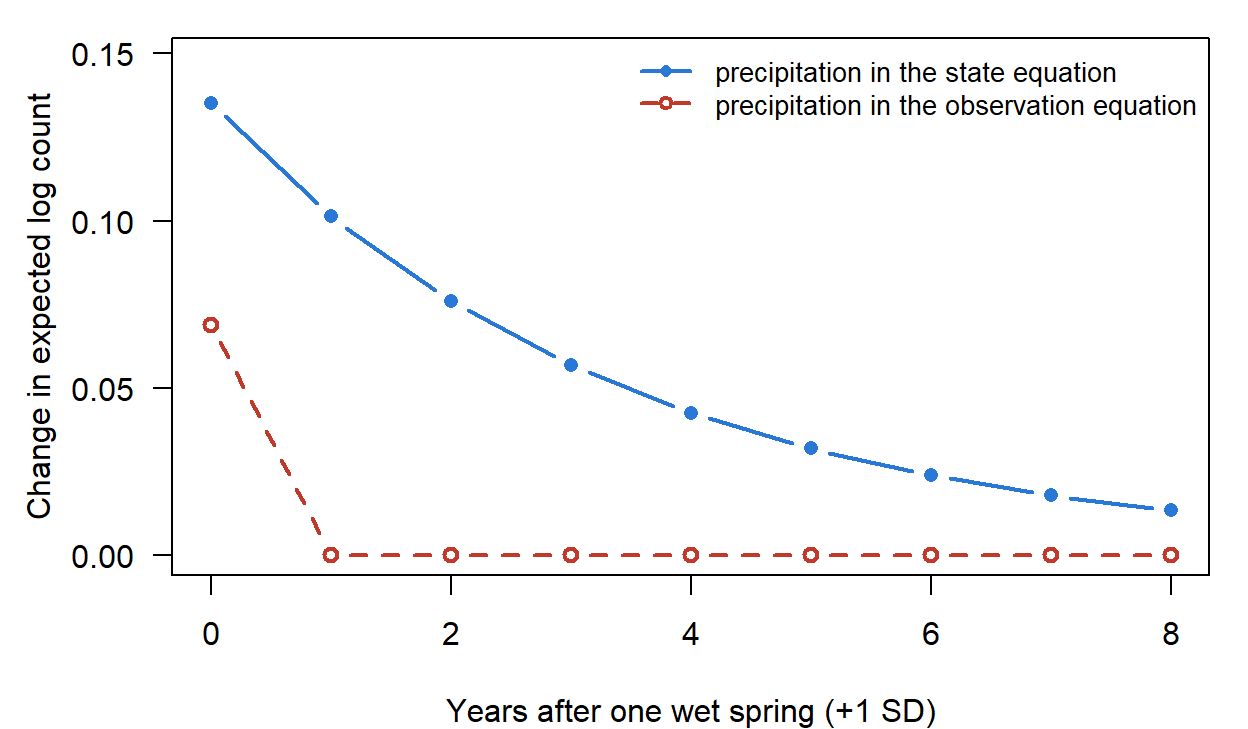 precipitation in the state equation
precipitation in the observation equation
Change in expected log count
0.15
0.10
0.05
0.00
0 2 4 6 8
Years after one wet spring (+1 SD)